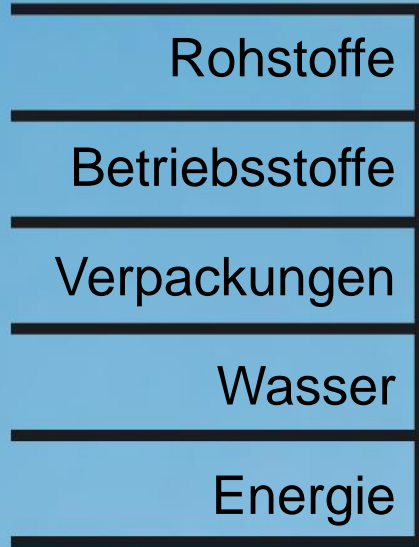 Rohstoffe
Betriebsstoffe
Verpackungen
Wasser
Energie